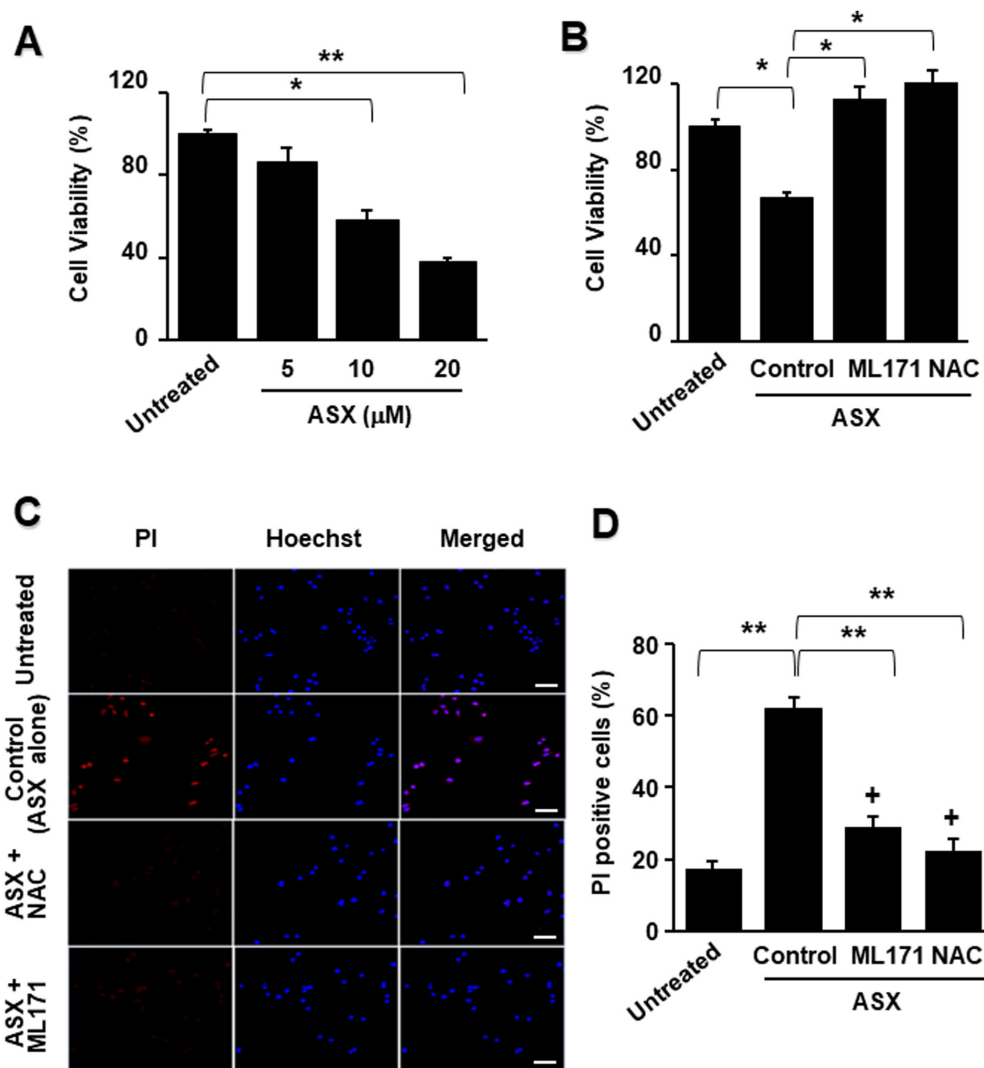 A
**
*
120
80
40
0
Cell Viability (%)
Untreated
5 10 20
ASX (μM)
B
*
*
*
120
80
40
0
Cell Viability (%)
Untreated
Control ML171 NAC
ASX
C
PI Hoechst Merged
Untreated
Control
(ASX alone)
ASX +
NAC
ASX +
ML171
D
**
**
**
80
60
40
20
0
PI positive cells (%)
+
+
Untreated
Control ML171 NAC
ASX